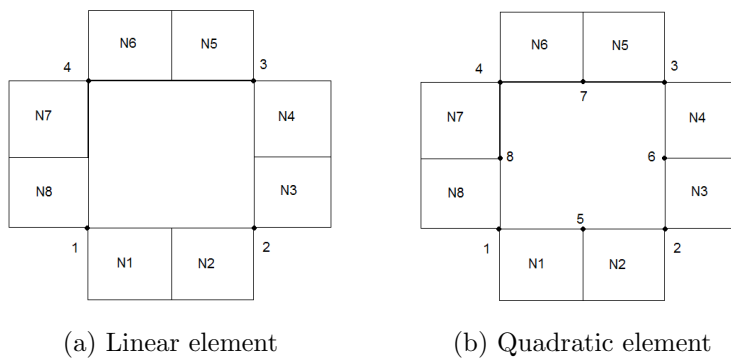 N6 N5 N6 N5
4 3 4 3
7
N7 N4 N7 N4
8 6
N8 N3 N8 N3
5
1 2 1 2
N1 N2 N1 N2
(a) Linear element (b) Quadratic element